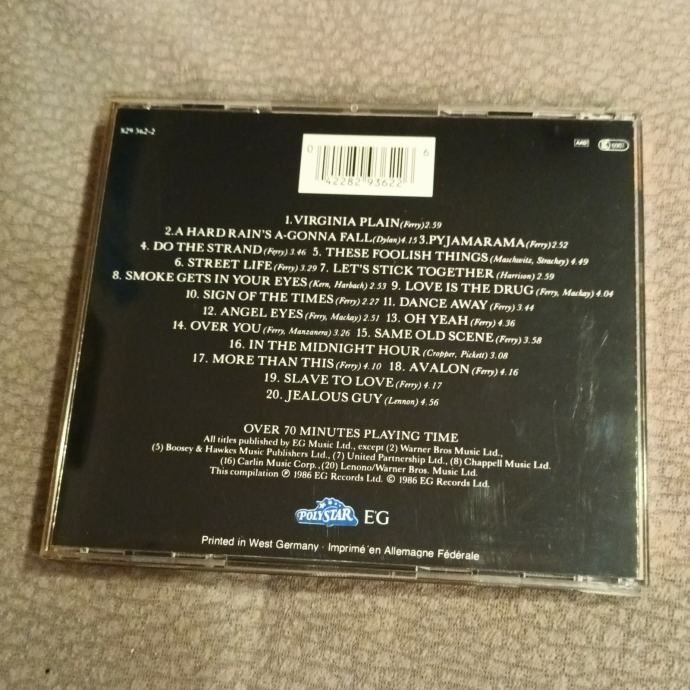 829 362-2
0 42282 93622 6
1. VIRGINIA PLAIN (Ferry) 2.59
2. A HARD RAIN'S A-GONNA FALL (Dylan) 4.15 3. PYJAMARAMA (Ferry) 2.52
4. DO THE STRAND (Ferry) 3.46 5. THESE FOOLISH THINGS (Maschwitz, Strachey) 4.49
6. STREET LIFE (Ferry) 3.29 7. LET'S STICK TOGETHER (Harrison) 2.59
8. SMOKE GETS IN YOUR EYES (Kern, Harbach) 2.53 9. LOVE IS THE DRUG (Ferry, Mackay) 4.04
10. SIGN OF THE TIMES (Ferry) 2.27 11. DANCE AWAY (Ferry) 3.44
12. ANGEL EYES (Ferry, Mackay) 2.51 13. OH YEAH (Ferry) 4.36
14. OVER YOU (Ferry, Manzanera) 3.26 15. SAME OLD SCENE (Ferry) 3.58
16. IN THE MIDNIGHT HOUR (Cropper, Pickett) 3.08
17. MORE THAN THIS (Ferry) 4.10 18. AVALON (Ferry) 4.16
19. SLAVE TO LOVE (Ferry) 4.17
20. JEALOUS GUY (Lennon) 4.56
OVER 70 MINUTES PLAYING TIME
All titles published by EG Music Ltd., except (2) Warner Bros Music Ltd.,
(5) Boosey & Hawkes Music Publishers Ltd., (7) United Partnership Ltd., (8) Chappell Music Ltd.
(16) Carlin Music Corp., (20) Lenono/Warner Bros. Music Ltd.
This compilation ℗ 1986 EG Records Ltd. © 1986 EG Records Ltd.
POLYSTAR EG
Printed in West Germany · Imprimé en Allemagne Fédérale